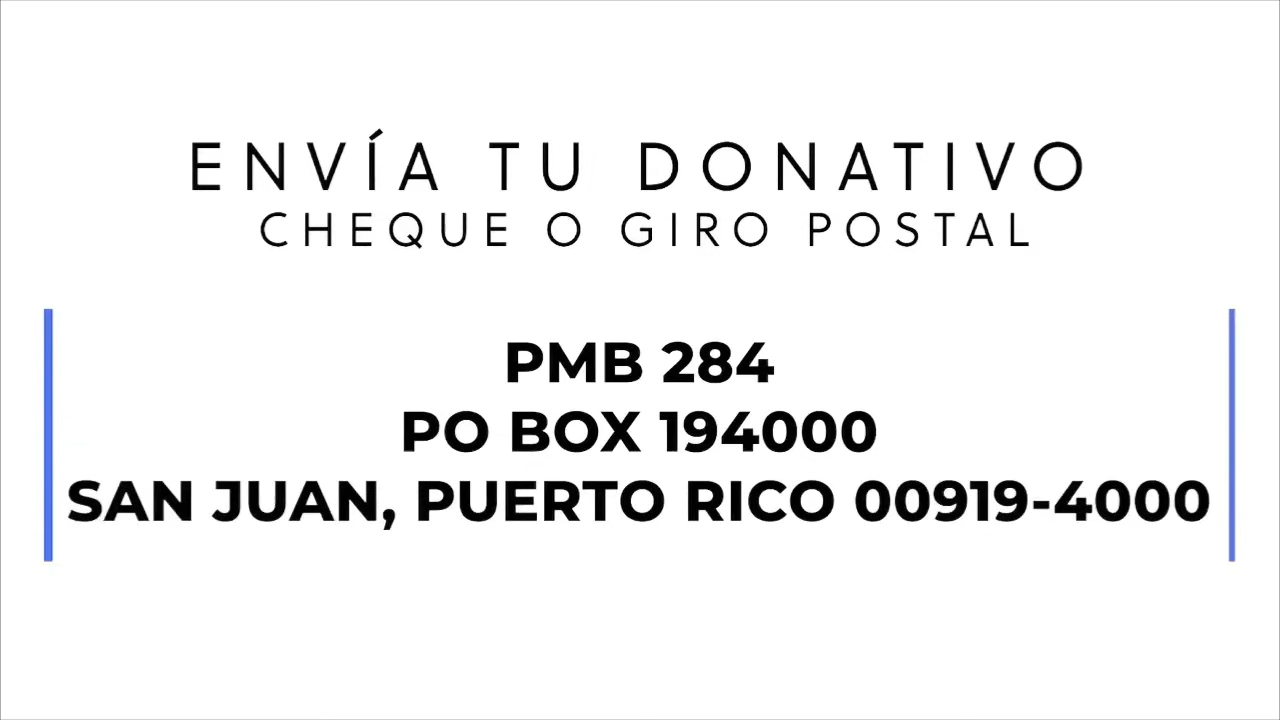 ENVÍA TU DONATIVO
CHEQUE O GIRO POSTAL
PMB 284
PO BOX 194000
SAN JUAN, PUERTO RICO 00919-4000